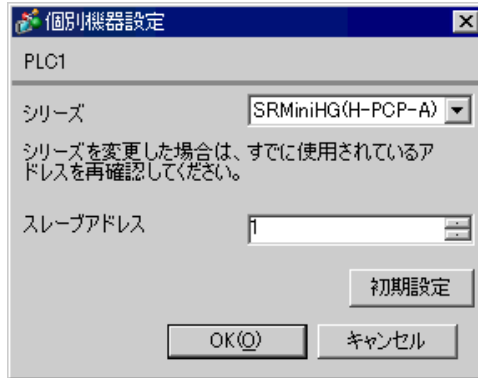 個別機器設定
PLC1
シリーズ
SRMiniHG(H-PCP-A)
シリーズを変更した場合は、すでに使用されているア
ドレスを再確認してください。
スレーブアドレス
1
初期設定
OK(O)
キャンセル